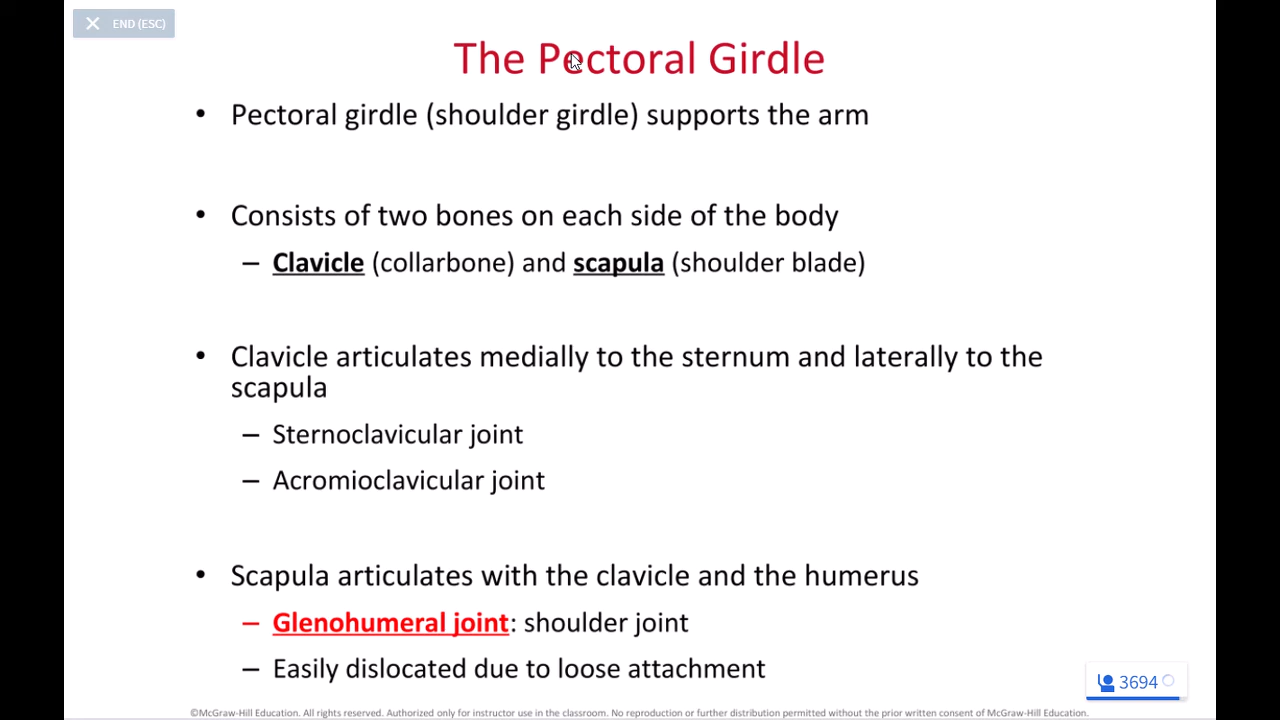 END (ESC)
The Pectoral Girdle
• Pectoral girdle (shoulder girdle) supports the arm
• Consists of two bones on each side of the body
– Clavicle (collarbone) and scapula (shoulder blade)
• Clavicle articulates medially to the sternum and laterally to the
scapula
– Sternoclavicular joint
– Acromioclavicular joint
• Scapula articulates with the clavicle and the humerus
– Glenohumeral joint: shoulder joint
– Easily dislocated due to loose attachment
3694
©McGraw-Hill Education. All rights reserved. Authorized only for instructor use in the classroom. No reproduction or further distribution permitted without the prior written consent of McGraw-Hill Education.